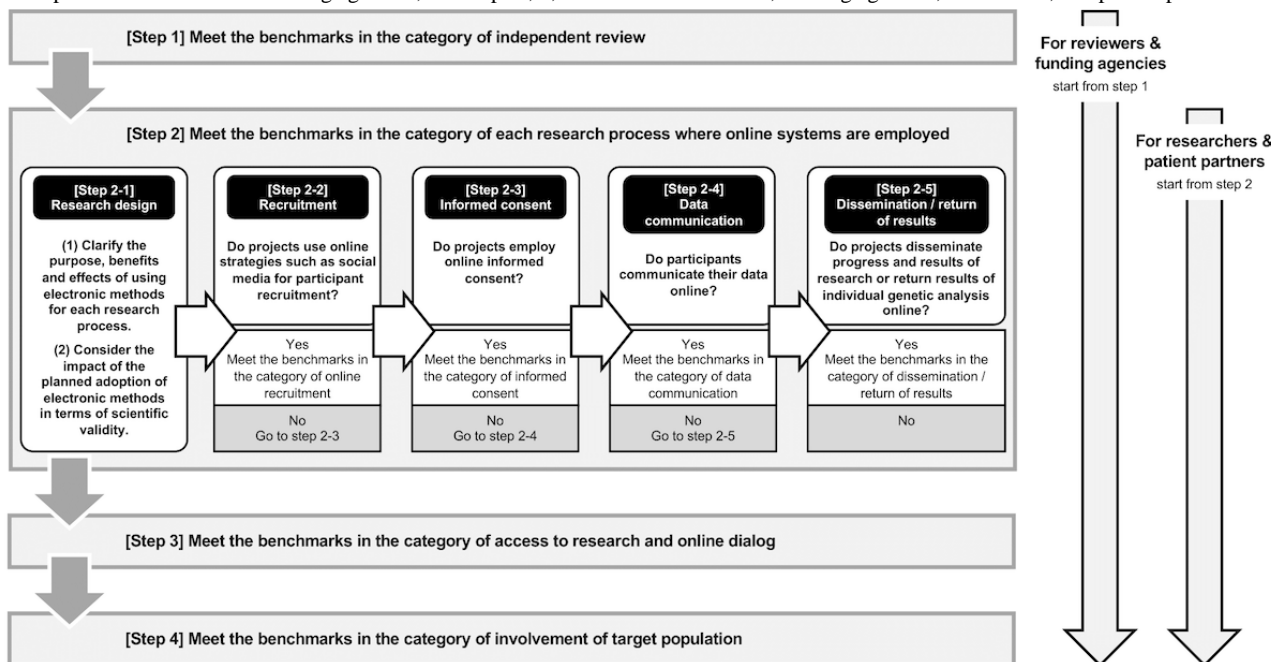 [Step 1] Meet the benchmarks in the category of independent review
For reviewers &
funding agencies
start from step 1
[Step 2] Meet the benchmarks in the category of each research process where online systems are employed
For researchers &
patient partners
start from step 2
[Step 2-1]
Research design
(1) Clarify the
purpose, benefits
and effects of using
electronic methods
for each research
process.
(2) Consider the
impact of the
planned adoption of
electronic methods
in terms of scientific
validity.
[Step 2-2]
Recruitment
Do projects use online
strategies such as social
media for participant
recruitment?
Yes
Meet the benchmarks in
the category of online
recruitment
No
Go to step 2-3
[Step 2-3]
Informed consent
Do projects employ
online informed
consent?
Yes
Meet the benchmarks in
the category of informed
consent
No
Go to step 2-4
[Step 2-4]
Data
communication
Do participants
communicate their data
online?
Yes
Meet the benchmarks in
the category of data
communication
No
Go to step 2-5
[Step 2-5]
Dissemination / return
of results
Do projects disseminate
progress and results of
research or return results of
individual genetic analysis
online?
Yes
Meet the benchmarks in the
category of dissemination /
return of results
No
[Step 3] Meet the benchmarks in the category of access to research and online dialog
[Step 4] Meet the benchmarks in the category of involvement of target population